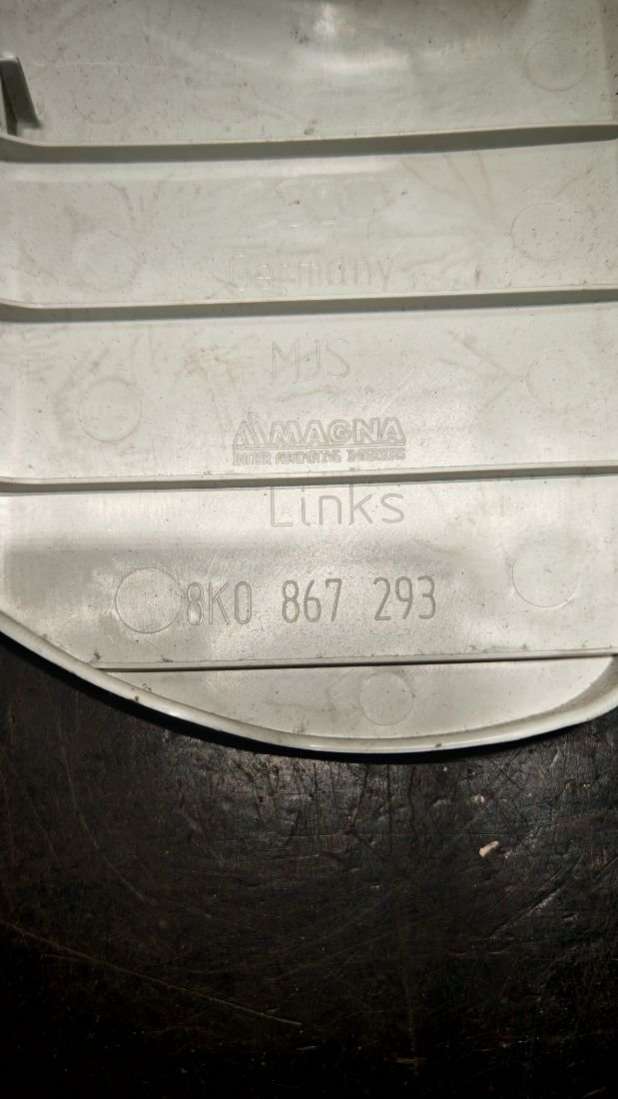 Germany
MJS
MAGNA
Links
8K0 867 293